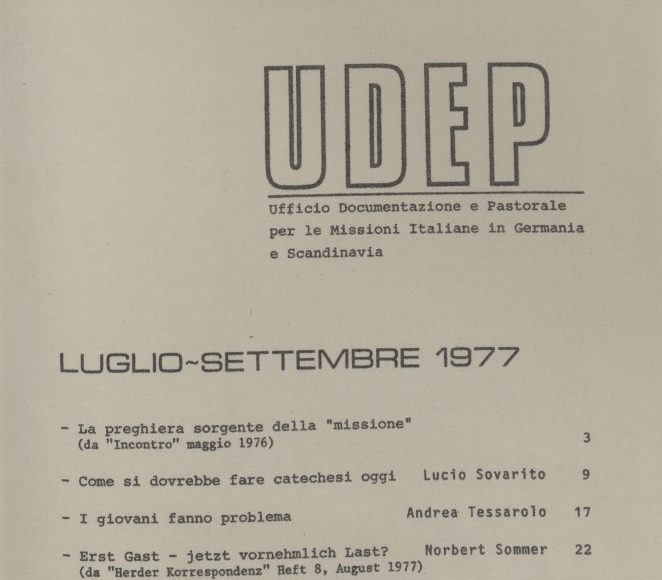 UDEP
Ufficio Documentazione e Pastorale
per le Missioni Italiane in Germania
e Scandinavia
LUGLIO~SETTEMBRE 1977
- La preghiera sorgente della "missione"
(da "Incontro" maggio 1976) 3
- Come si dovrebbe fare catechesi oggi Lucio Sovarito 9
- I giovani fanno problema Andrea Tessarolo 17
- Erst Gast - jetzt vornehmlich Last? Norbert Sommer 22
(da "Herder Korrespondenz" Heft 8, August 1977)